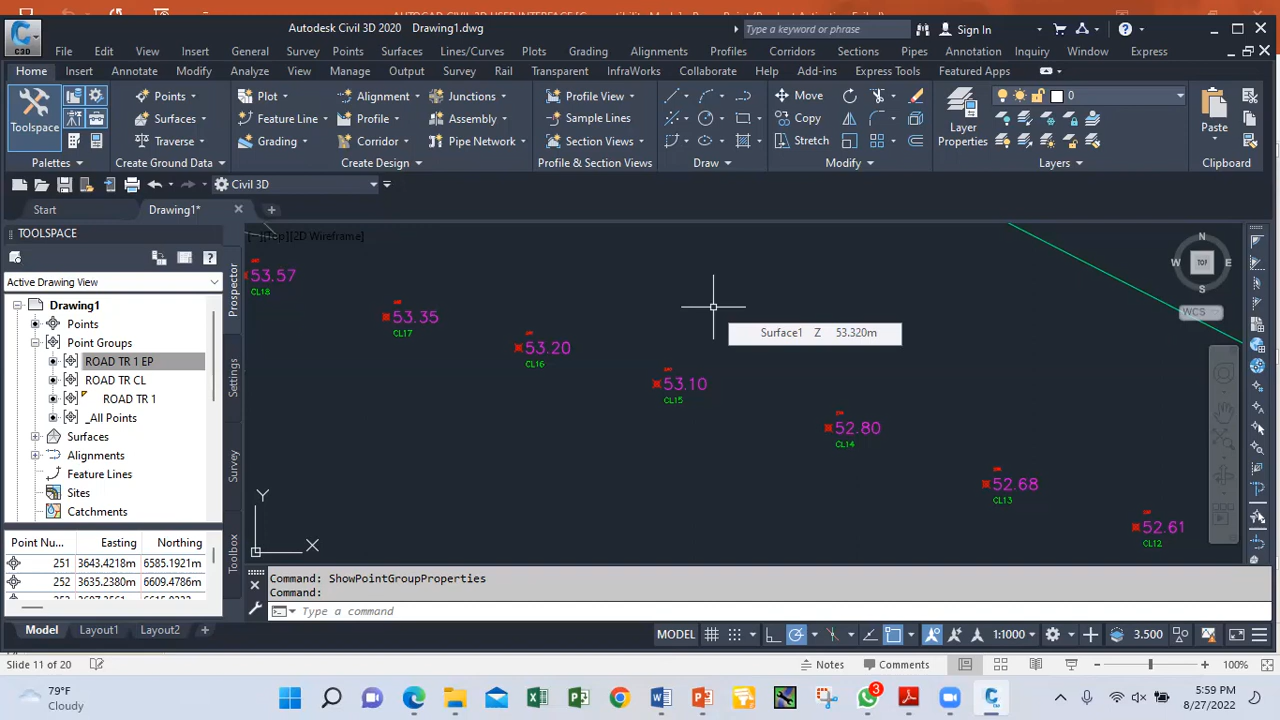 Autodesk Civil 3D 2020 Drawing1.dwg
Type a keyword or phrase
Sign In
C3D
File Edit View Insert General Survey Points Surfaces Lines/Curves Plots Grading Alignments Profiles Corridors Sections Pipes Annotation Inquiry Window Express
Home Insert Annotate Modify Analyze View Manage Output Survey Rail Transparent InfraWorks Collaborate Help Add-ins Express Tools Featured Apps
Toolspace
Points
Surfaces
Traverse
Plot
Feature Line
Grading
Alignment
Profile
Corridor
Junctions
Assembly
Pipe Network
Profile View
Sample Lines
Section Views
Move
Copy
Stretch
Layer
Properties
0
Paste
Palettes
Create Ground Data
Create Design
Profile & Section Views
Draw
Modify
Layers
Clipboard
Civil 3D
Start
Drawing1*
TOOLSPACE
Active Drawing View
Drawing1
Points
Point Groups
ROAD TR 1 EP
ROAD TR CL
ROAD TR 1
_All Points
Surfaces
Alignments
Feature Lines
Sites
Catchments
Prospector
Settings
Survey
Toolbox
Point Nu... Easting Northing
251 3643.4218m 6585.1921m
252 3635.2380m 6609.4786m
[−][Top][2D Wireframe]
53.57
CL18
53.35
CL17
53.20
CL16
53.10
CL15
52.80
CL14
52.68
CL13
52.61
CL12
Surface1 Z 53.320m
N
W TOP E
S
WCS
Y
X
Command: ShowPointGroupProperties
Command:
Type a command
Model Layout1 Layout2
MODEL
1:1000
3.500
Slide 11 of 20
Notes
Comments
100%
79°F
Cloudy
3
5:59 PM
8/27/2022